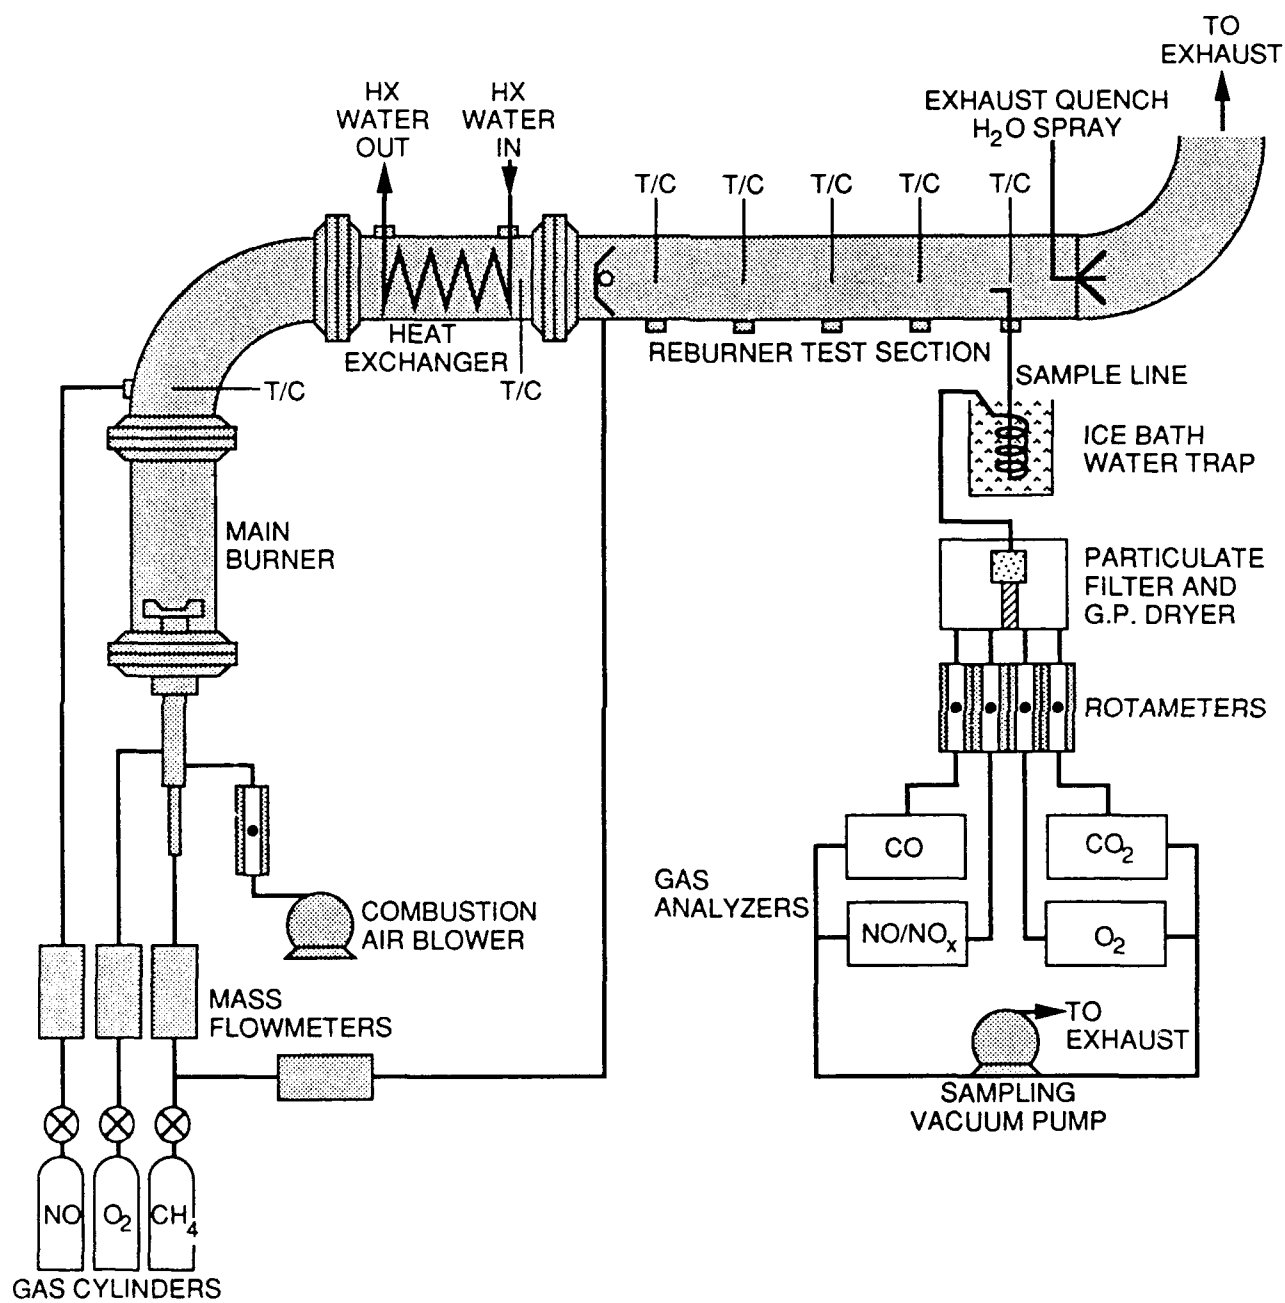 TO
EXHAUST
HX
WATER
OUT
HX
WATER
IN
EXHAUST QUENCH
H₂O SPRAY
T/C
T/C
T/C
T/C
T/C
HEAT
EXCHANGER
T/C
REBURNER TEST SECTION
T/C
SAMPLE LINE
ICE BATH
WATER TRAP
MAIN
BURNER
PARTICULATE
FILTER AND
G.P. DRYER
ROTAMETERS
CO
CO₂
GAS
ANALYZERS
NO/NOₓ
O₂
COMBUSTION
AIR BLOWER
MASS
FLOWMETERS
TO
EXHAUST
SAMPLING
VACUUM PUMP
NO
O₂
CH₄
GAS CYLINDERS